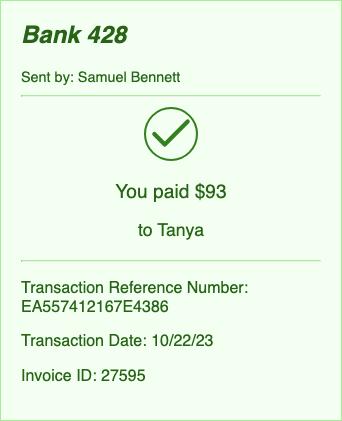 Bank 428
Sent by: Samuel Bennett
You paid $93
to Tanya
Transaction Reference Number:
EA557412167E4386
Transaction Date: 10/22/23
Invoice ID: 27595